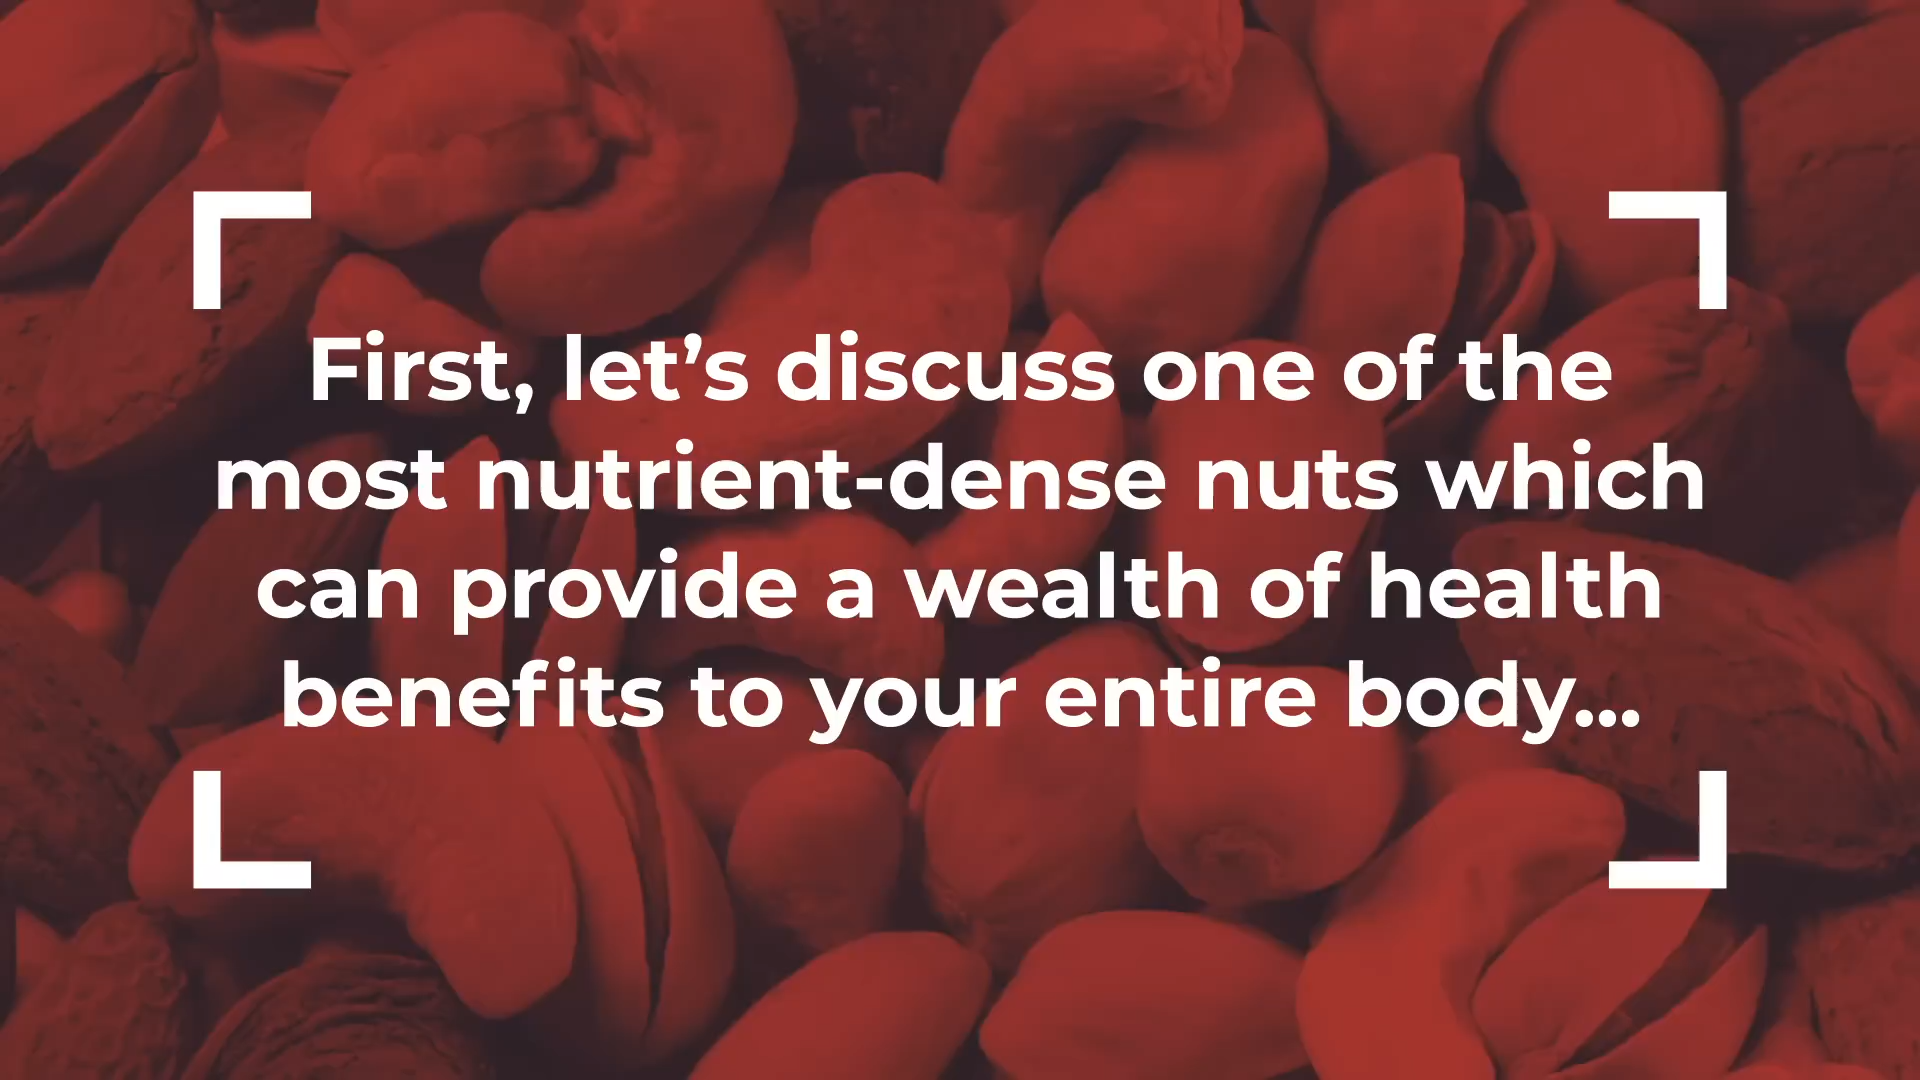 First, let’s discuss one of the
most nutrient-dense nuts which
can provide a wealth of health
benefits to your entire body...